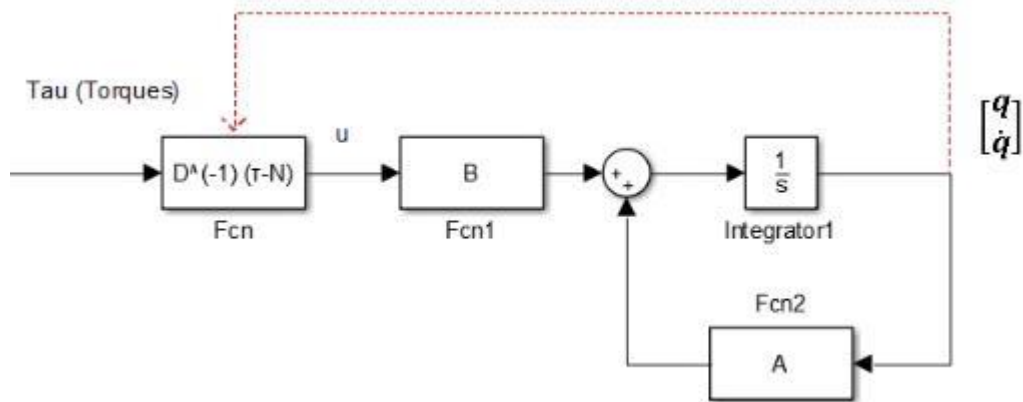 Tau (Torques)
u
D^(-1) (τ-N)
Fcn
B
Fcn1
+
+
1
s
Integrator1
[q
q̇]
Fcn2
A